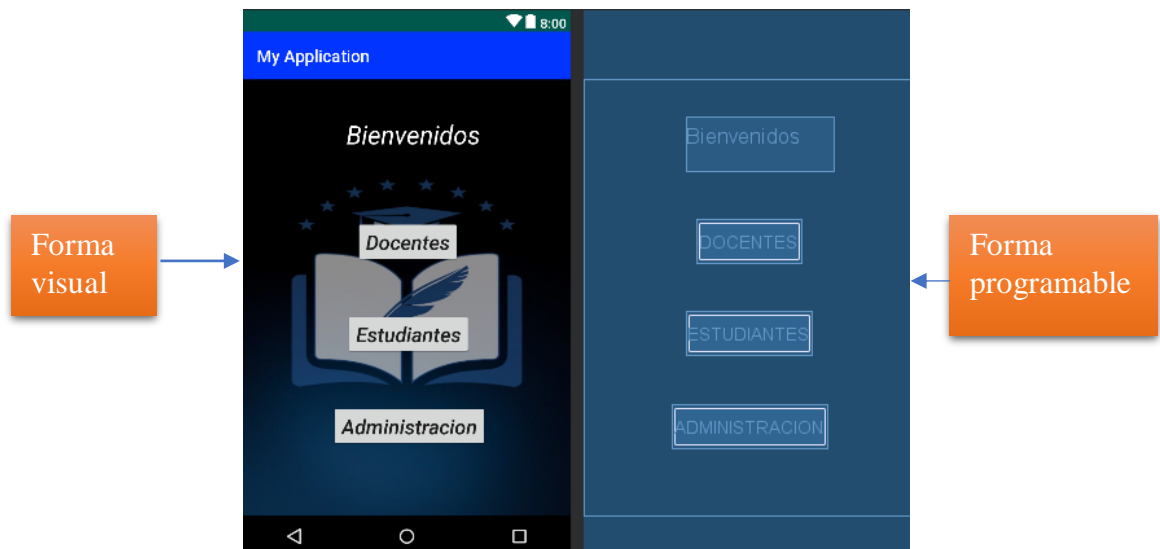 8:00
My Application
Bienvenidos
Docentes
Estudiantes
Administracion
Bienvenidos
DOCENTES
ESTUDIANTES
ADMINISTRACION
Forma
visual
Forma
programable